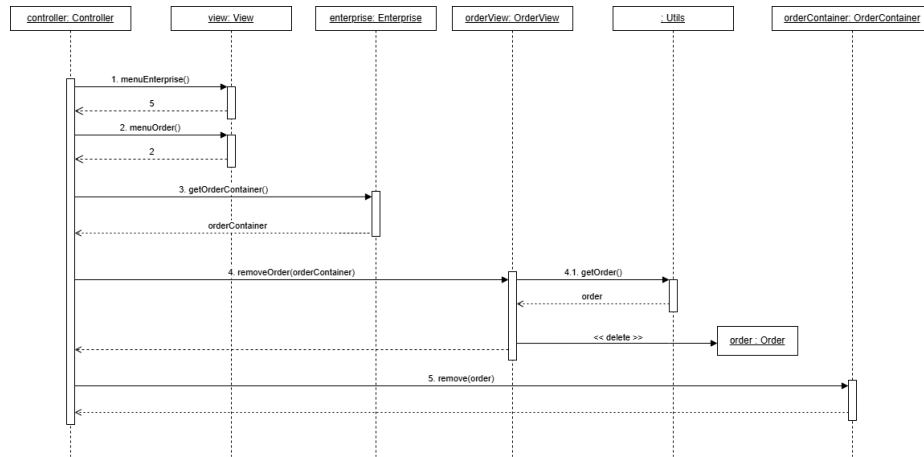 controller: Controller
view: View
enterprise: Enterprise
orderView: OrderView
: Utils
orderContainer: OrderContainer
1. menuEnterprise()
5
2. menuOrder()
2
3. getOrderContainer()
orderContainer
4. removeOrder(orderContainer)
4.1. getOrder()
order
<< delete >>
order : Order
5. remove(order)